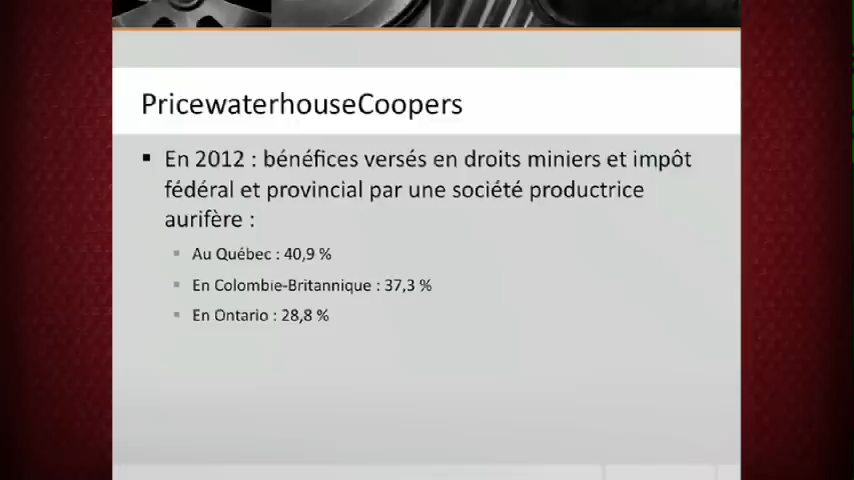 PricewaterhouseCoopers
▪ En 2012 : bénéfices versés en droits miniers et impôt
fédéral et provincial par une société productrice
aurifère :
▪ Au Québec : 40,9 %
▪ En Colombie-Britannique : 37,3 %
▪ En Ontario : 28,8 %